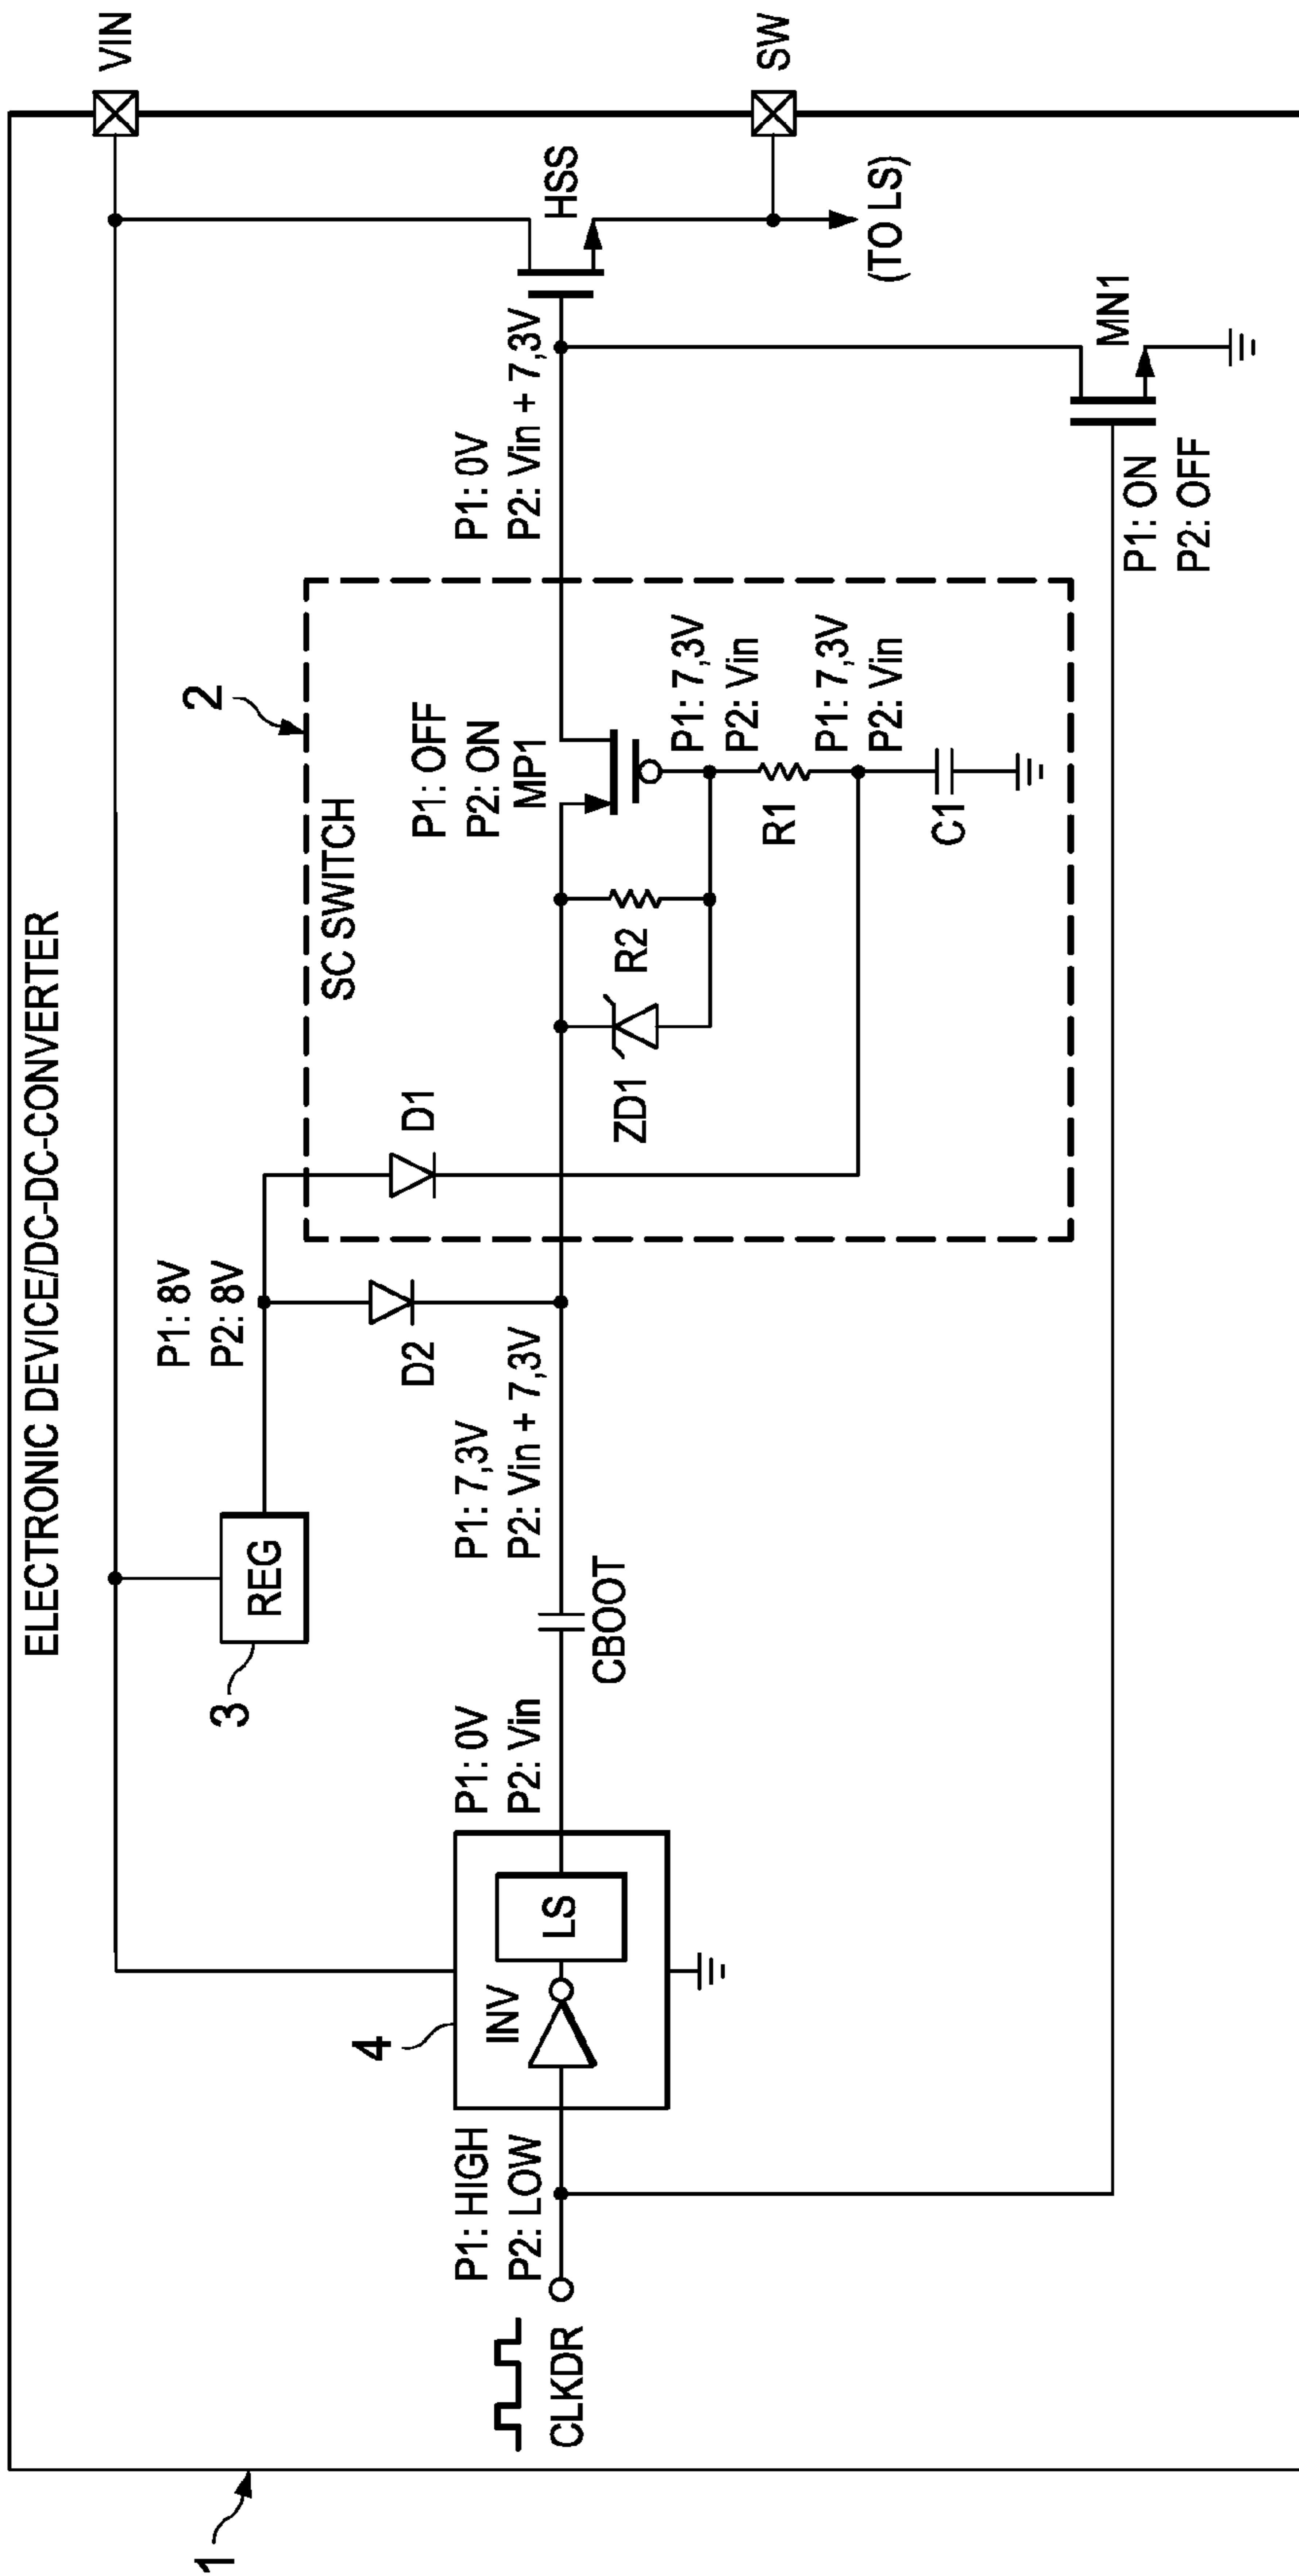 ELECTRONIC DEVICE/DC-DC-CONVERTER
1
VIN
3
REG
P1: 8V
P2: 8V
2
SC SWITCH
D2
D1
4
INV
LS
CLKDR
P1: HIGH
P2: LOW
P1: 0V
P2: Vin
CBOOT
P1: 7,3V
P2: Vin + 7,3V
P1: OFF
P2: ON
MP1
P1: 0V
P2: Vin + 7,3V
HSS
ZD1
R2
P1: 7,3V
P2: Vin
R1
P1: 7,3V
P2: Vin
C1
SW
(TO LS)
MN1
P1: ON
P2: OFF